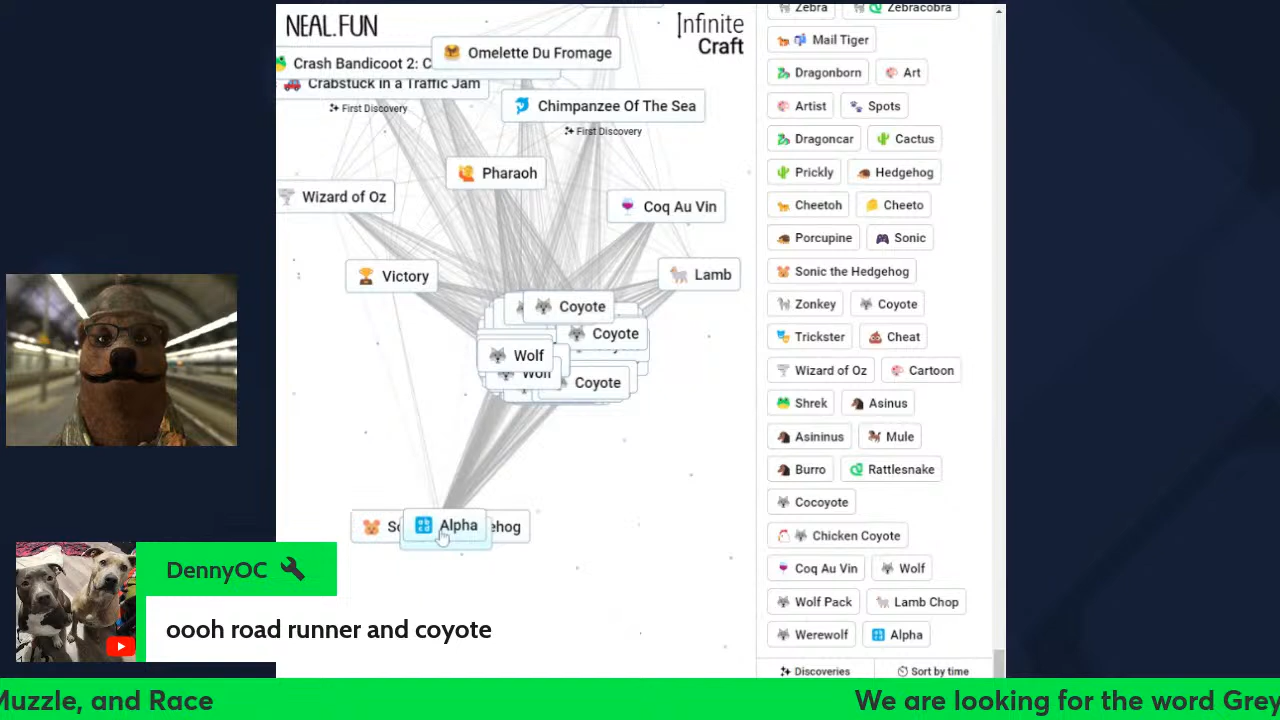 NEAL.FUN
Infinite
Craft
Omelette Du Fromage
Crash Bandicoot 2: C
Crabstuck in a Traffic Jam
First Discovery
Chimpanzee Of The Sea
First Discovery
Pharaoh
Wizard of Oz
Coq Au Vin
Victory
Lamb
Coyote
Coyote
Wolf
Wolf
Coyote
Alpha
ehog
Zebra
Zebracobra
Mail Tiger
Dragonborn
Art
Artist
Spots
Dragoncar
Cactus
Prickly
Hedgehog
Cheetoh
Cheeto
Porcupine
Sonic
Sonic the Hedgehog
Zonkey
Coyote
Trickster
Cheat
Wizard of Oz
Cartoon
Shrek
Asinus
Asininus
Mule
Burro
Rattlesnake
Cocoyote
Chicken Coyote
Coq Au Vin
Wolf
Wolf Pack
Lamb Chop
Werewolf
Alpha
Discoveries
Sort by time
DennyOC
oooh road runner and coyote
Muzzle, and Race
We are looking for the word Grey